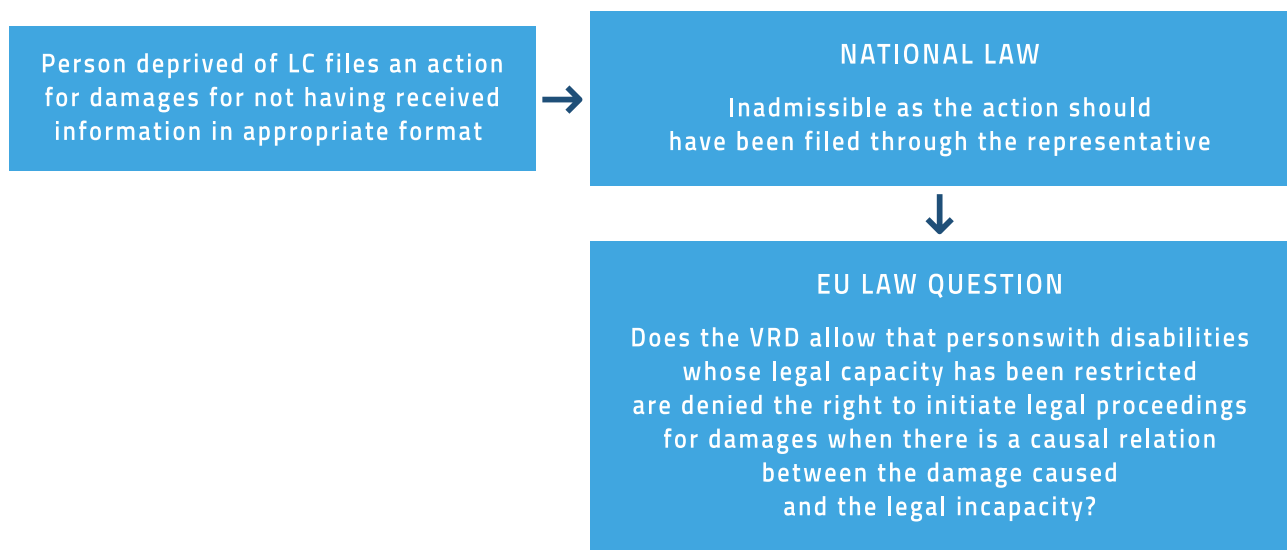 Person deprived of LC files an action
for damages for not having received
information in appropriate format
NATIONAL LAW
Inadmissible as the action should
have been filed through the representative
EU LAW QUESTION
Does the VRD allow that personswith disabilities
whose legal capacity has been restricted
are denied the right to initiate legal proceedings
for damages when there is a causal relation
between the damage caused
and the legal incapacity?